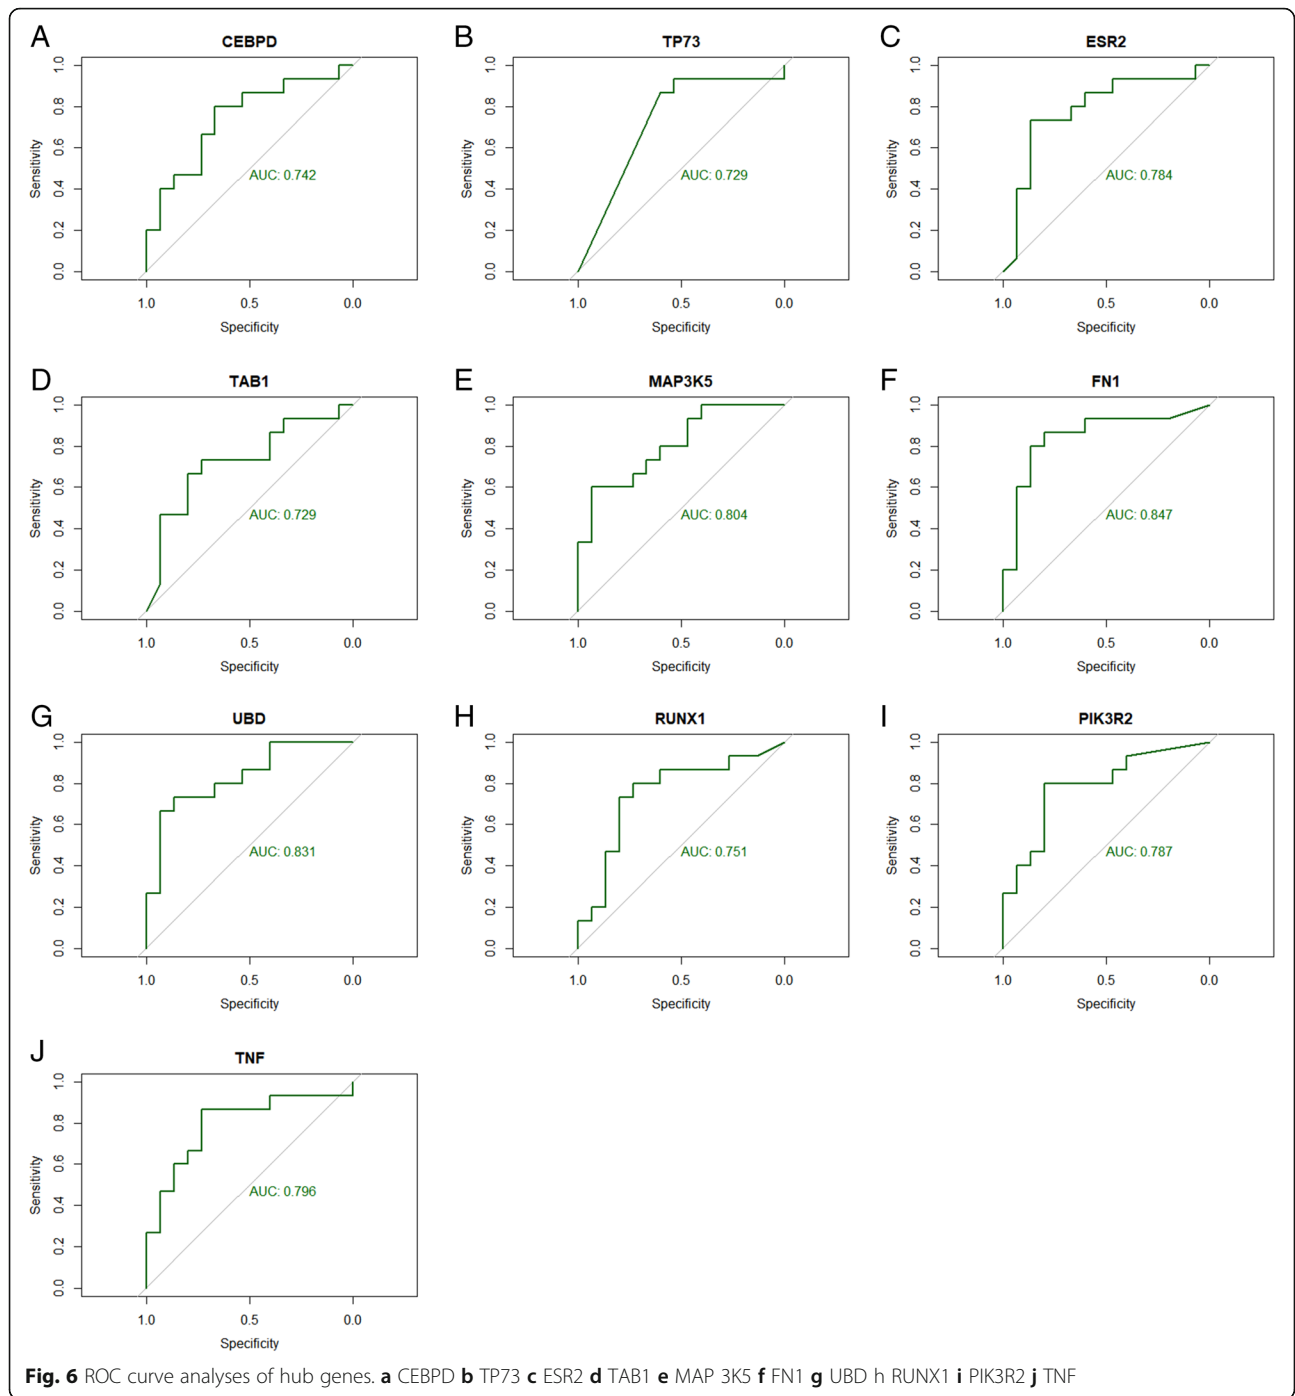 A
CEBPD
1.0
0.8
0.6
0.4
0.2
0.0
Sensitivity
AUC: 0.742
1.0 0.5 0.0
Specificity
B
TP73
1.0
0.8
0.6
0.4
0.2
0.0
Sensitivity
AUC: 0.729
1.0 0.5 0.0
Specificity
C
ESR2
1.0
0.8
0.6
0.4
0.2
0.0
Sensitivity
AUC: 0.784
1.0 0.5 0.0
Specificity
D
TAB1
1.0
0.8
0.6
0.4
0.2
0.0
Sensitivity
AUC: 0.729
1.0 0.5 0.0
Specificity
E
MAP3K5
1.0
0.8
0.6
0.4
0.2
0.0
Sensitivity
AUC: 0.804
1.0 0.5 0.0
Specificity
F
FN1
1.0
0.8
0.6
0.4
0.2
0.0
Sensitivity
AUC: 0.847
1.0 0.5 0.0
Specificity
G
UBD
1.0
0.8
0.6
0.4
0.2
0.0
Sensitivity
AUC: 0.831
1.0 0.5 0.0
Specificity
H
RUNX1
1.0
0.8
0.6
0.4
0.2
0.0
Sensitivity
AUC: 0.751
1.0 0.5 0.0
Specificity
I
PIK3R2
1.0
0.8
0.6
0.4
0.2
0.0
Sensitivity
AUC: 0.787
1.0 0.5 0.0
Specificity
J
TNF
1.0
0.8
0.6
0.4
0.2
0.0
Sensitivity
AUC: 0.796
1.0 0.5 0.0
Specificity
Fig. 6 ROC curve analyses of hub genes. a CEBPD b TP73 c ESR2 d TAB1 e MAP 3K5 f FN1 g UBD h RUNX1 i PIK3R2 j TNF